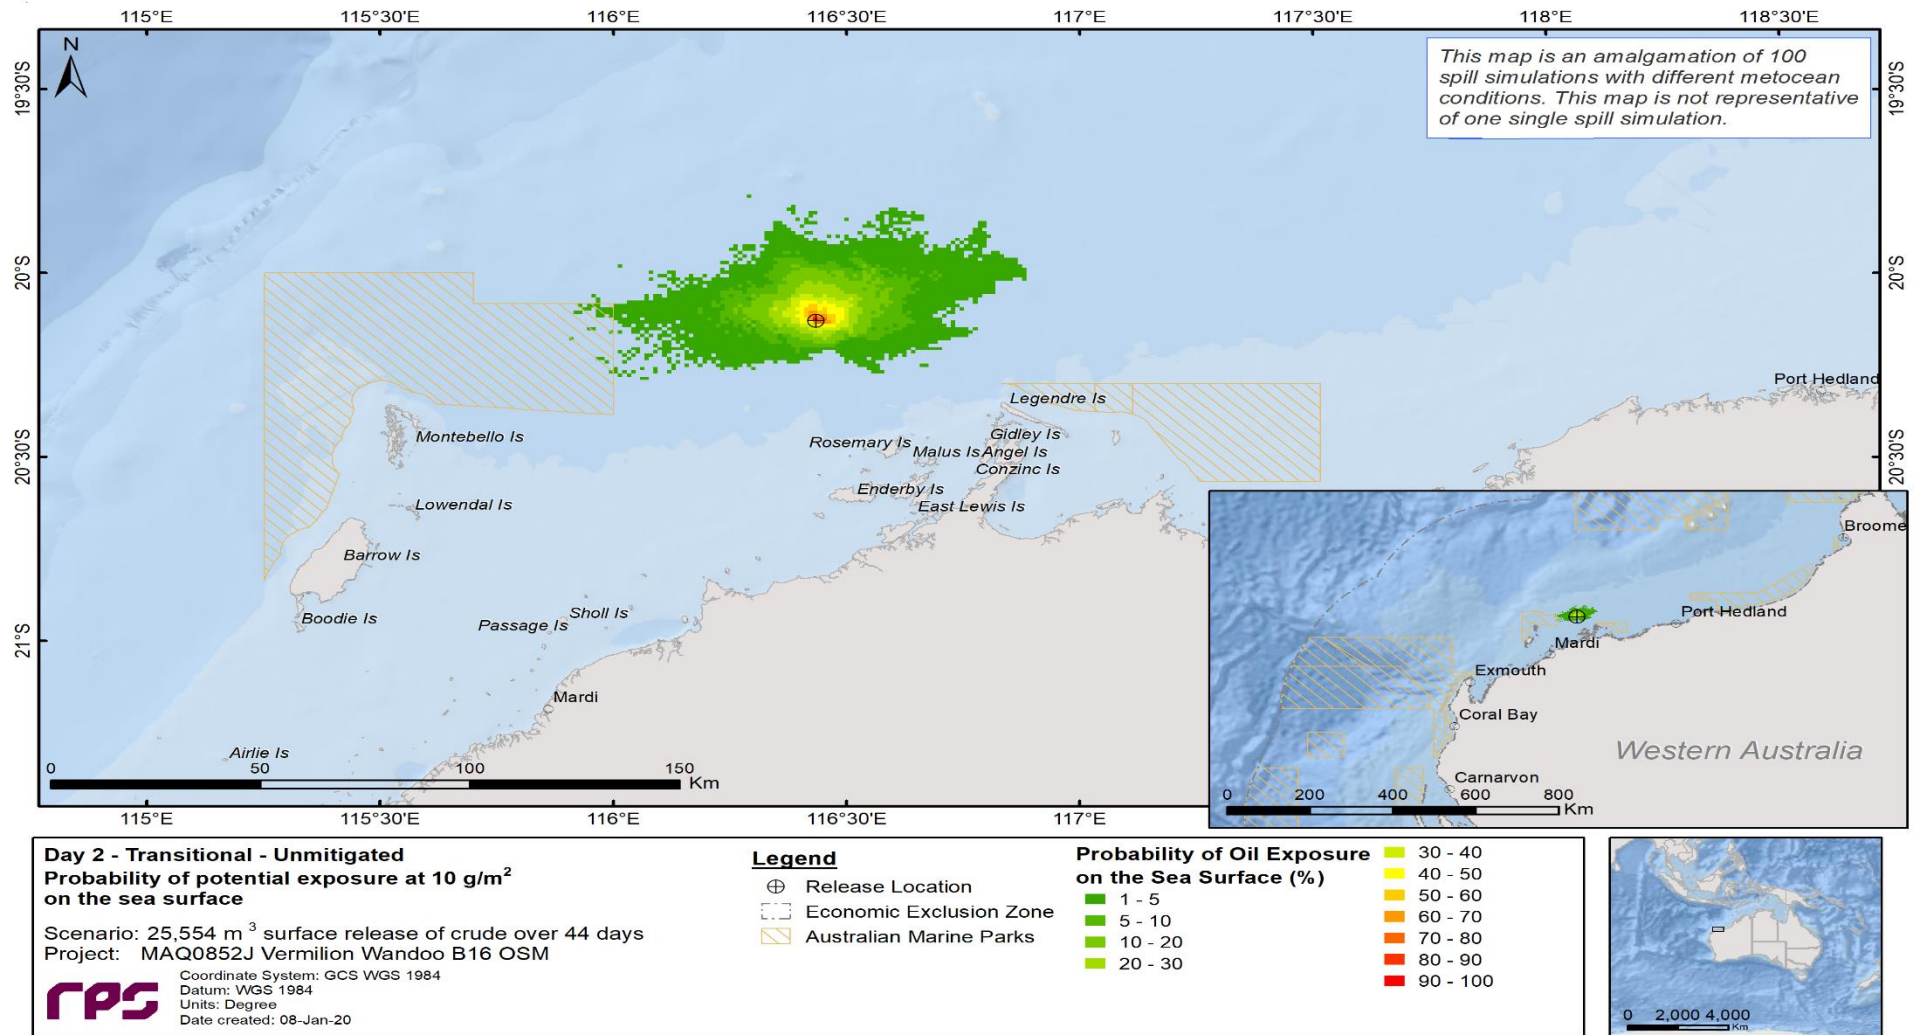 115°E 115°30'E 116°E 116°30'E 117°E 117°30'E 118°E 118°30'E
N
This map is an amalgamation of 100
spill simulations with different metocean
conditions. This map is not representative
of one single spill simulation.
19°30'S
19°30'S
20°S
20°S
Port Hedland
Legendre Is
Montebello Is
Rosemary Is
Gidley Is
Malus Is
Angel Is
Conzinc Is
20°30'S
20°30'S
Enderby Is
East Lewis Is
Lowendal Is
Barrow Is
Boodie Is
Passage Is
Sholl Is
21°S
Mardi
Airlie Is
0 50 100 150
Km
115°E 115°30'E 116°E 116°30'E 117°E
Broome
Port Hedland
Mardi
Exmouth
Coral Bay
Western Australia
Carnarvon
0 200 400 600 800
Km
Day 2 - Transitional - Unmitigated
Probability of potential exposure at 10 g/m²
on the sea surface
Scenario: 25,554 m ³ surface release of crude over 44 days
Project: MAQ0852J Vermilion Wandoo B16 OSM
rps
Coordinate System: GCS WGS 1984
Datum: WGS 1984
Units: Degree
Date created: 08-Jan-20
Legend
Release Location
Economic Exclusion Zone
Australian Marine Parks
Probability of Oil Exposure
on the Sea Surface (%)
1 - 5
5 - 10
10 - 20
20 - 30
30 - 40
40 - 50
50 - 60
60 - 70
70 - 80
80 - 90
90 - 100
0 2,000 4,000
Km